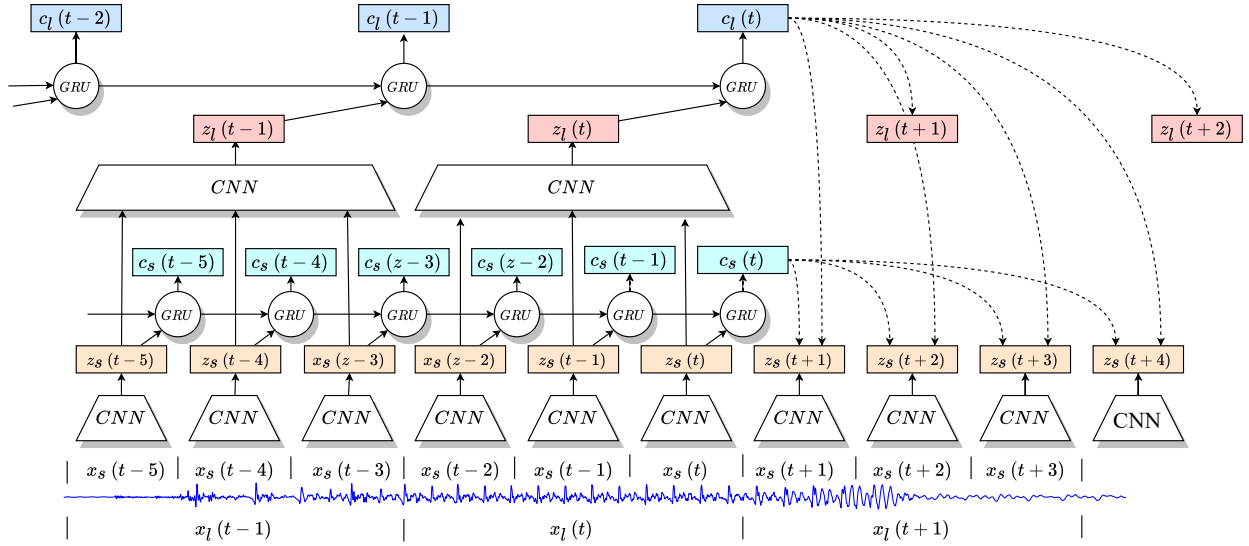 c_l (t−2) c_l (t−1) c_l (t)
GRU GRU GRU
z_l (t−1) z_l (t) z_l (t+1) z_l (t+2)
CNN CNN
c_s (t−5) c_s (t−4) c_s (z−3) c_s (z−2) c_s (t−1) c_s (t)
GRU GRU GRU GRU GRU GRU
z_s (t−5) z_s (t−4) x_s (z−3) x_s (z−2) z_s (t−1) z_s (t) z_s (t+1) z_s (t+2) z_s (t+3) z_s (t+4)
CNN CNN CNN CNN CNN CNN CNN CNN CNN CNN
x_s (t−5) x_s (t−4) x_s (t−3) x_s (t−2) x_s (t−1) x_s (t) x_s (t+1) x_s (t+2) x_s (t+3)
x_l (t−1) x_l (t) x_l (t+1)